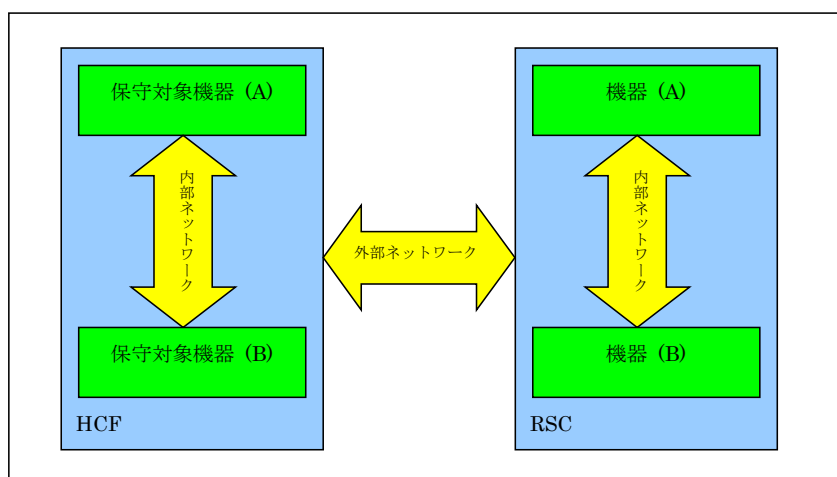 保守対象機器 (A)
内部ネットワーク
保守対象機器 (B)
HCF
外部ネットワーク
機器 (A)
内部ネットワーク
機器 (B)
RSC